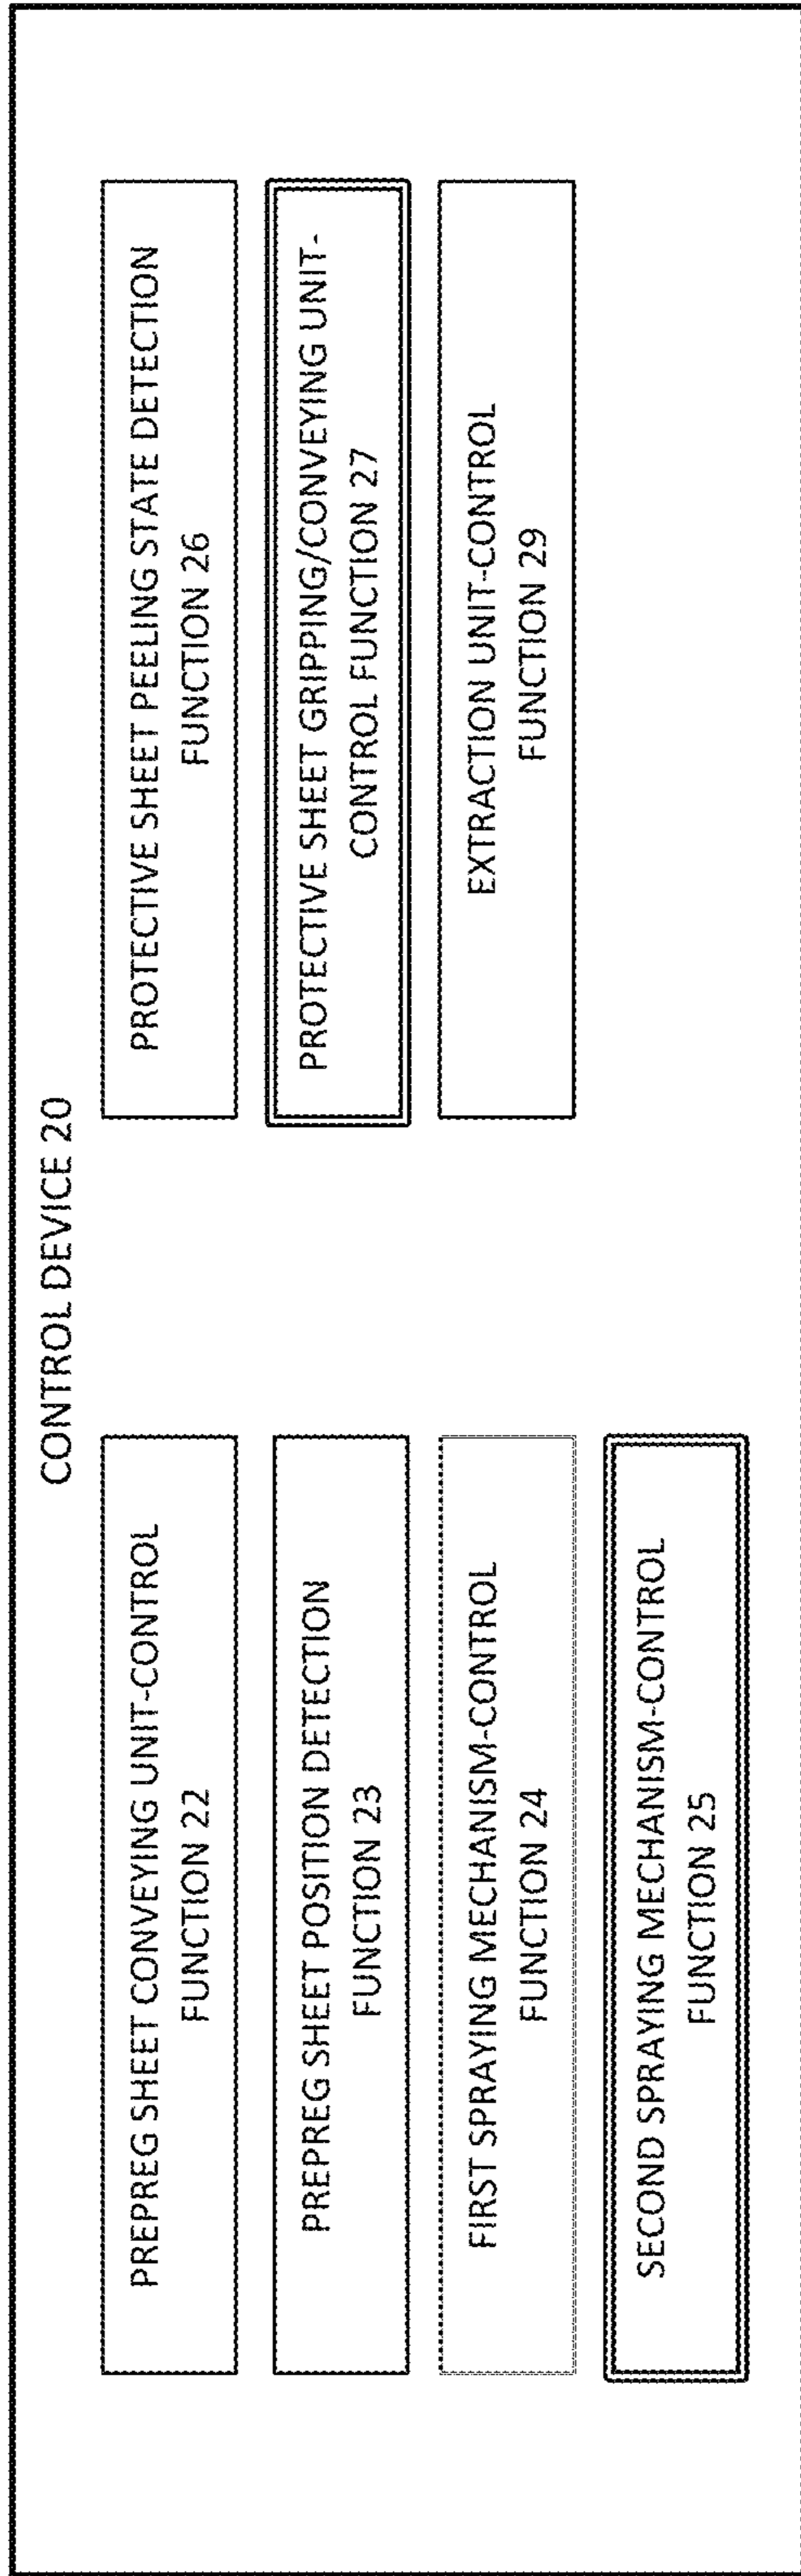 CONTROL DEVICE 20
PREPREG SHEET CONVEYING UNIT-CONTROL
FUNCTION 22
PREPREG SHEET POSITION DETECTION
FUNCTION 23
FIRST SPRAYING MECHANISM-CONTROL
FUNCTION 24
SECOND SPRAYING MECHANISM-CONTROL
FUNCTION 25
PROTECTIVE SHEET PEELING STATE DETECTION
FUNCTION 26
PROTECTIVE SHEET GRIPPING/CONVEYING UNIT-
CONTROL FUNCTION 27
EXTRACTION UNIT-CONTROL
FUNCTION 29